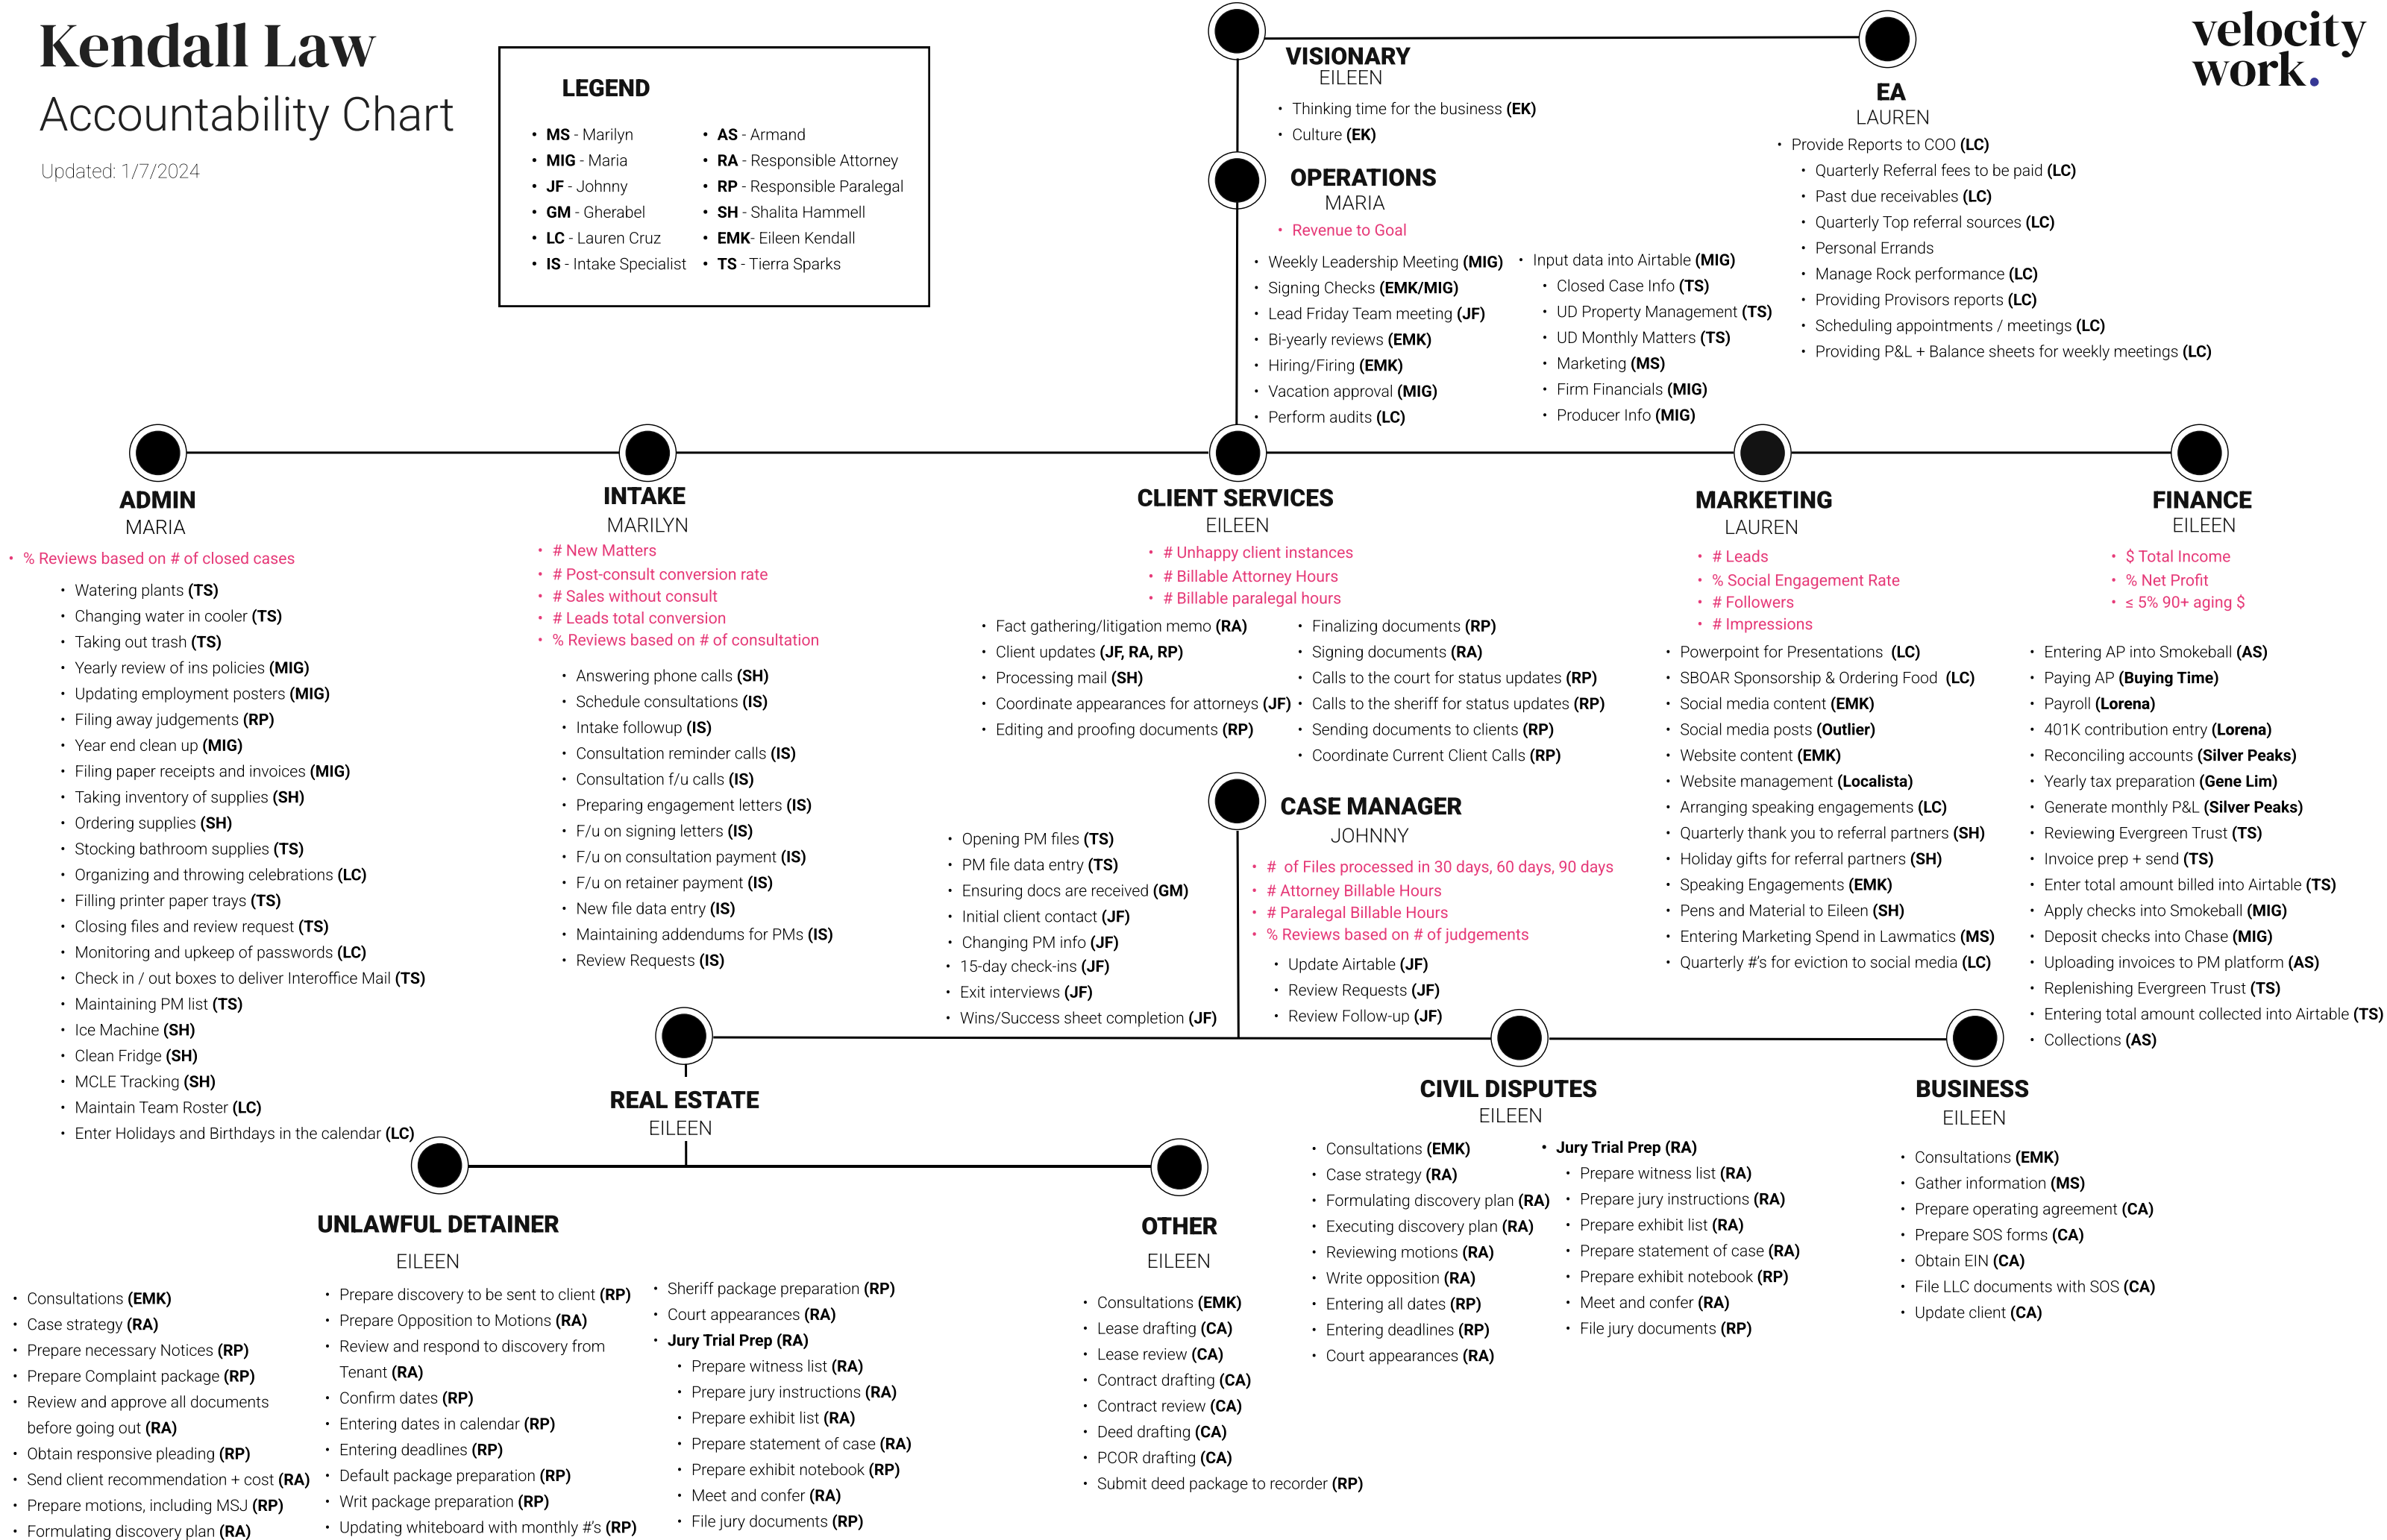 Kendall Law
Accountability Chart
Updated: 1/7/2024
LEGEND
• MS - Marilyn
• MIG - Maria
• JF - Johnny
• GM - Gherabel
• LC - Lauren Cruz
• IS - Intake Specialist
• AS - Armand
• RA - Responsible Attorney
• RP - Responsible Paralegal
• SH - Shalita Hammell
• EMK- Eileen Kendall
• TS - Tierra Sparks
VISIONARY
EILEEN
• Thinking time for the business (EK)
• Culture (EK)
EA
LAUREN
• Provide Reports to COO (LC)
• Quarterly Referral fees to be paid (LC)
• Past due receivables (LC)
• Quarterly Top referral sources (LC)
• Personal Errands
• Manage Rock performance (LC)
• Providing Provisors reports (LC)
• Scheduling appointments / meetings (LC)
• Providing P&L + Balance sheets for weekly meetings (LC)
velocity
work.
OPERATIONS
MARIA
• Revenue to Goal
• Weekly Leadership Meeting (MIG)
• Signing Checks (EMK/MIG)
• Lead Friday Team meeting (JF)
• Bi-yearly reviews (EMK)
• Hiring/Firing (EMK)
• Vacation approval (MIG)
• Perform audits (LC)
• Input data into Airtable (MIG)
• Closed Case Info (TS)
• UD Property Management (TS)
• UD Monthly Matters (TS)
• Marketing (MS)
• Firm Financials (MIG)
• Producer Info (MIG)
ADMIN
MARIA
• % Reviews based on # of closed cases
• Watering plants (TS)
• Changing water in cooler (TS)
• Taking out trash (TS)
• Yearly review of ins policies (MIG)
• Updating employment posters (MIG)
• Filing away judgements (RP)
• Year end clean up (MIG)
• Filing paper receipts and invoices (MIG)
• Taking inventory of supplies (SH)
• Ordering supplies (SH)
• Stocking bathroom supplies (TS)
• Organizing and throwing celebrations (LC)
• Filling printer paper trays (TS)
• Closing files and review request (TS)
• Monitoring and upkeep of passwords (LC)
• Check in / out boxes to deliver Interoffice Mail (TS)
• Maintaining PM list (TS)
• Ice Machine (SH)
• Clean Fridge (SH)
• MCLE Tracking (SH)
• Maintain Team Roster (LC)
• Enter Holidays and Birthdays in the calendar (LC)
INTAKE
MARILYN
• # New Matters
• # Post-consult conversion rate
• # Sales without consult
• # Leads total conversion
• % Reviews based on # of consultation
• Answering phone calls (SH)
• Schedule consultations (IS)
• Intake followup (IS)
• Consultation reminder calls (IS)
• Consultation f/u calls (IS)
• Preparing engagement letters (IS)
• F/u on signing letters (IS)
• F/u on consultation payment (IS)
• F/u on retainer payment (IS)
• New file data entry (IS)
• Maintaining addendums for PMs (IS)
• Review Requests (IS)
CLIENT SERVICES
EILEEN
• # Unhappy client instances
• # Billable Attorney Hours
• # Billable paralegal hours
• Fact gathering/litigation memo (RA)
• Client updates (JF, RA, RP)
• Processing mail (SH)
• Coordinate appearances for attorneys (JF)
• Editing and proofing documents (RP)
• Finalizing documents (RP)
• Signing documents (RA)
• Calls to the court for status updates (RP)
• Calls to the sheriff for status updates (RP)
• Sending documents to clients (RP)
• Coordinate Current Client Calls (RP)
MARKETING
LAUREN
• # Leads
• % Social Engagement Rate
• # Followers
• # Impressions
• Powerpoint for Presentations (LC)
• SBOAR Sponsorship & Ordering Food (LC)
• Social media content (EMK)
• Social media posts (Outlier)
• Website content (EMK)
• Website management (Localista)
• Arranging speaking engagements (LC)
• Quarterly thank you to referral partners (SH)
• Holiday gifts for referral partners (SH)
• Speaking Engagements (EMK)
• Pens and Material to Eileen (SH)
• Entering Marketing Spend in Lawmatics (MS)
• Quarterly #'s for eviction to social media (LC)
FINANCE
EILEEN
• $ Total Income
• % Net Profit
• ≤ 5% 90+ aging $
• Entering AP into Smokeball (AS)
• Paying AP (Buying Time)
• Payroll (Lorena)
• 401K contribution entry (Lorena)
• Reconciling accounts (Silver Peaks)
• Yearly tax preparation (Gene Lim)
• Generate monthly P&L (Silver Peaks)
• Reviewing Evergreen Trust (TS)
• Invoice prep + send (TS)
• Enter total amount billed into Airtable (TS)
• Apply checks into Smokeball (MIG)
• Deposit checks into Chase (MIG)
• Uploading invoices to PM platform (AS)
• Replenishing Evergreen Trust (TS)
• Entering total amount collected into Airtable (TS)
• Collections (AS)
CASE MANAGER
JOHNNY
• Opening PM files (TS)
• PM file data entry (TS)
• Ensuring docs are received (GM)
• Initial client contact (JF)
• Changing PM info (JF)
• 15-day check-ins (JF)
• Exit interviews (JF)
• Wins/Success sheet completion (JF)
• # of Files processed in 30 days, 60 days, 90 days
• # Attorney Billable Hours
• # Paralegal Billable Hours
• % Reviews based on # of judgements
• Update Airtable (JF)
• Review Requests (JF)
• Review Follow-up (JF)
REAL ESTATE
EILEEN
UNLAWFUL DETAINER
EILEEN
• Consultations (EMK)
• Case strategy (RA)
• Prepare necessary Notices (RP)
• Prepare Complaint package (RP)
• Review and approve all documents
before going out (RA)
• Obtain responsive pleading (RP)
• Send client recommendation + cost (RA)
• Prepare motions, including MSJ (RP)
• Formulating discovery plan (RA)
• Prepare discovery to be sent to client (RP)
• Prepare Opposition to Motions (RA)
• Review and respond to discovery from
Tenant (RA)
• Confirm dates (RP)
• Entering dates in calendar (RP)
• Entering deadlines (RP)
• Default package preparation (RP)
• Writ package preparation (RP)
• Updating whiteboard with monthly #'s (RP)
• Sheriff package preparation (RP)
• Court appearances (RA)
• Jury Trial Prep (RA)
• Prepare witness list (RA)
• Prepare jury instructions (RA)
• Prepare exhibit list (RA)
• Prepare statement of case (RA)
• Prepare exhibit notebook (RP)
• Meet and confer (RA)
• File jury documents (RP)
OTHER
EILEEN
• Consultations (EMK)
• Lease drafting (CA)
• Lease review (CA)
• Contract drafting (CA)
• Contract review (CA)
• Deed drafting (CA)
• PCOR drafting (CA)
• Submit deed package to recorder (RP)
CIVIL DISPUTES
EILEEN
• Consultations (EMK)
• Case strategy (RA)
• Formulating discovery plan (RA)
• Executing discovery plan (RA)
• Reviewing motions (RA)
• Write opposition (RA)
• Entering all dates (RP)
• Entering deadlines (RP)
• Court appearances (RA)
• Jury Trial Prep (RA)
• Prepare witness list (RA)
• Prepare jury instructions (RA)
• Prepare exhibit list (RA)
• Prepare statement of case (RA)
• Prepare exhibit notebook (RP)
• Meet and confer (RA)
• File jury documents (RP)
BUSINESS
EILEEN
• Consultations (EMK)
• Gather information (MS)
• Prepare operating agreement (CA)
• Prepare SOS forms (CA)
• Obtain EIN (CA)
• File LLC documents with SOS (CA)
• Update client (CA)